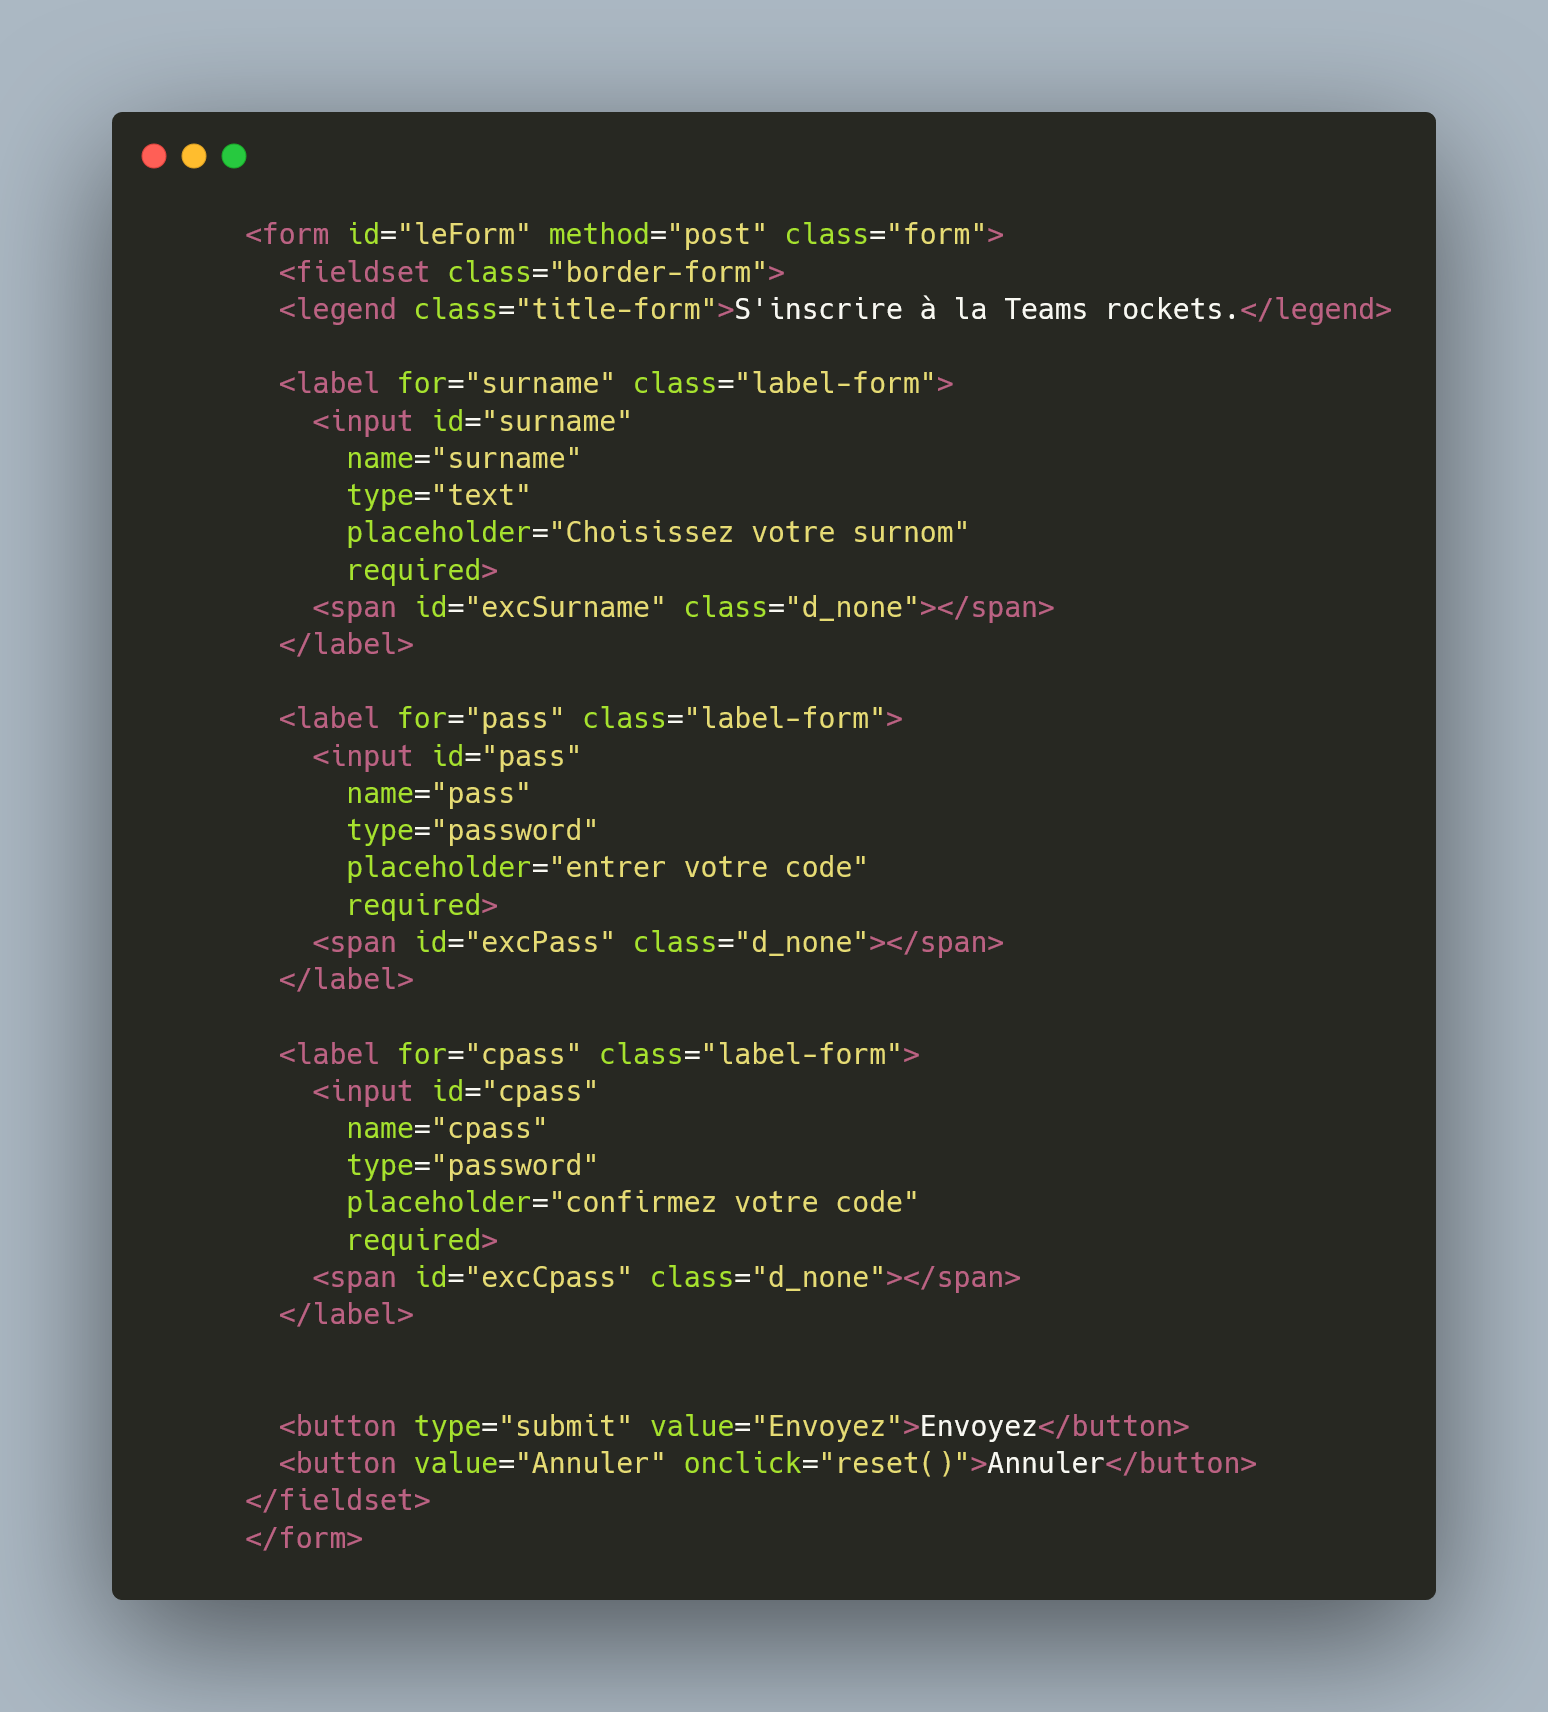 <form id="leForm" method="post" class="form">
<fieldset class="border-form">
<legend class="title-form">S'inscrire à la Teams rockets.</legend>
<label for="surname" class="label-form">
<input id="surname"
name="surname"
type="text"
placeholder="Choisissez votre surnom"
required>
<span id="excSurname" class="d_none"></span>
</label>
<label for="pass" class="label-form">
<input id="pass"
name="pass"
type="password"
placeholder="entrer votre code"
required>
<span id="excPass" class="d_none"></span>
</label>
<label for="cpass" class="label-form">
<input id="cpass"
name="cpass"
type="password"
placeholder="confirmez votre code"
required>
<span id="excCpass" class="d_none"></span>
</label>
<button type="submit" value="Envoyez">Envoyez</button>
<button value="Annuler" onclick="reset()">Annuler</button>
</fieldset>
</form>